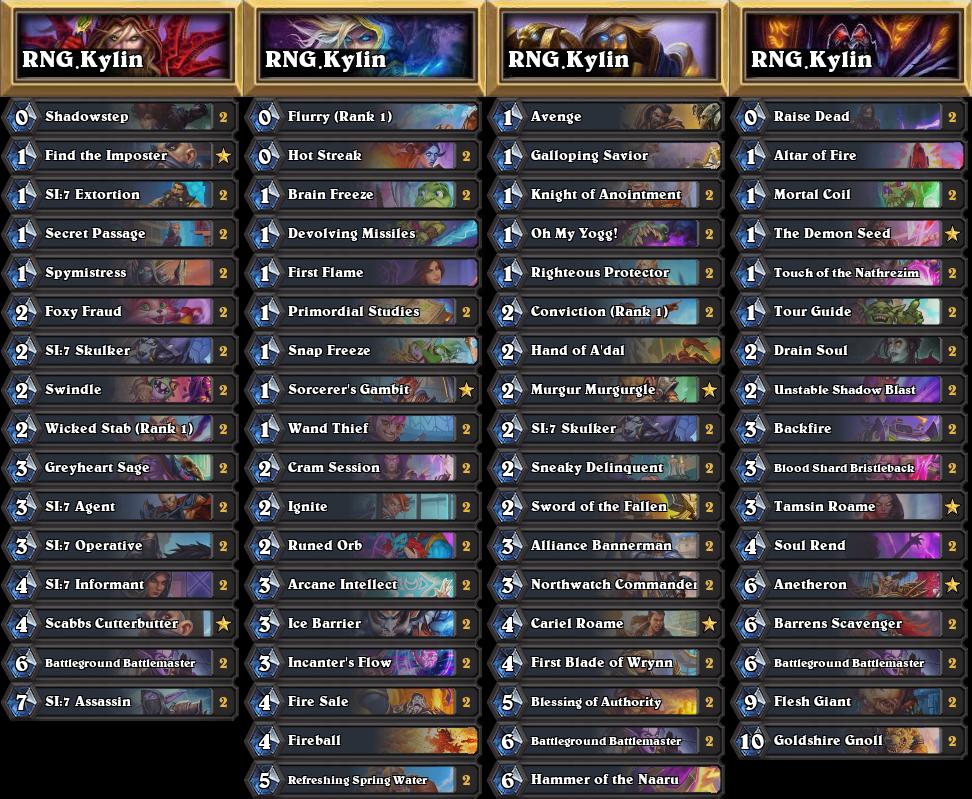 RNG.Kylin
0 Shadowstep 2
1 Find the Imposter
1 SI:7 Extortion 2
1 Secret Passage 2
1 Spymistress 2
2 Foxy Fraud 2
2 SI:7 Skulker 2
2 Swindle 2
2 Wicked Stab (Rank 1) 2
3 Greyheart Sage 2
3 SI:7 Agent 2
3 SI:7 Operative 2
4 SI:7 Informant 2
4 Scabbs Cutterbutter
6 Battleground Battlemaster 2
7 SI:7 Assassin 2
RNG.Kylin
0 Flurry (Rank 1)
0 Hot Streak 2
1 Brain Freeze 2
1 Devolving Missiles
1 First Flame
1 Primordial Studies 2
1 Snap Freeze
1 Sorcerer's Gambit
1 Wand Thief 2
2 Cram Session 2
2 Ignite 2
2 Runed Orb 2
3 Arcane Intellect 2
3 Ice Barrier 2
3 Incanter's Flow 2
4 Fire Sale 2
4 Fireball
5 Refreshing Spring Water 2
RNG.Kylin
1 Avenge
1 Galloping Savior
1 Knight of Anointment 2
1 Oh My Yogg! 2
1 Righteous Protector 2
2 Conviction (Rank 1) 2
2 Hand of A'dal
2 Murgur Murgurgle
2 SI:7 Skulker 2
2 Sneaky Delinquent 2
2 Sword of the Fallen 2
3 Alliance Bannerman 2
3 Northwatch Commander 2
4 Cariel Roame
4 First Blade of Wrynn 2
5 Blessing of Authority 2
6 Battleground Battlemaster 2
6 Hammer of the Naaru
RNG.Kylin
0 Raise Dead 2
1 Altar of Fire
1 Mortal Coil 2
1 The Demon Seed
1 Touch of the Nathrezim 2
1 Tour Guide 2
2 Drain Soul 2
2 Unstable Shadow Blast 2
3 Backfire 2
3 Blood Shard Bristleback 2
3 Tamsin Roame
4 Soul Rend 2
6 Anetheron
6 Barrens Scavenger 2
6 Battleground Battlemaster 2
9 Flesh Giant 2
10 Goldshire Gnoll 2